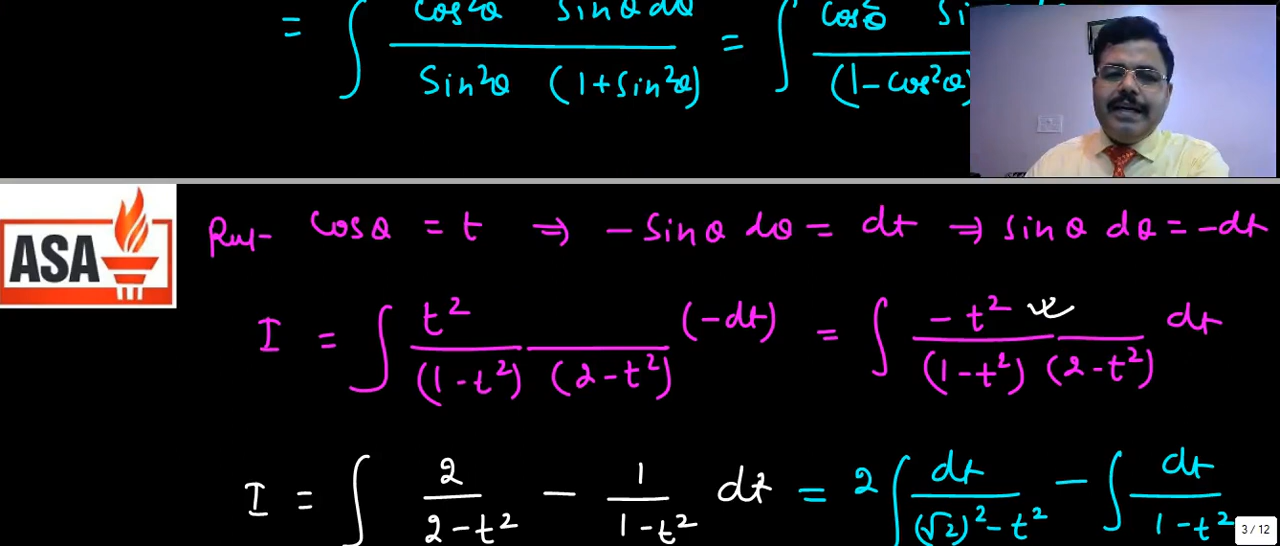 = ∫ cos²θ sinθ dθ / sin²θ (1+sin²θ) = ∫ cos²θ / (1-cos²θ)
ASA
Put cosθ = t ⇒ - sinθ dθ = dt ⇒ sinθ dθ = -dt
I = ∫ t² / (1-t²) (2-t²) (-dt) = ∫ -t² / (1-t²) (2-t²) dt
I = ∫ 2 / 2-t² - 1 / 1-t² dt = 2 ∫ dt / (√2)²-t² - ∫ dt / 1-t²
3 / 12